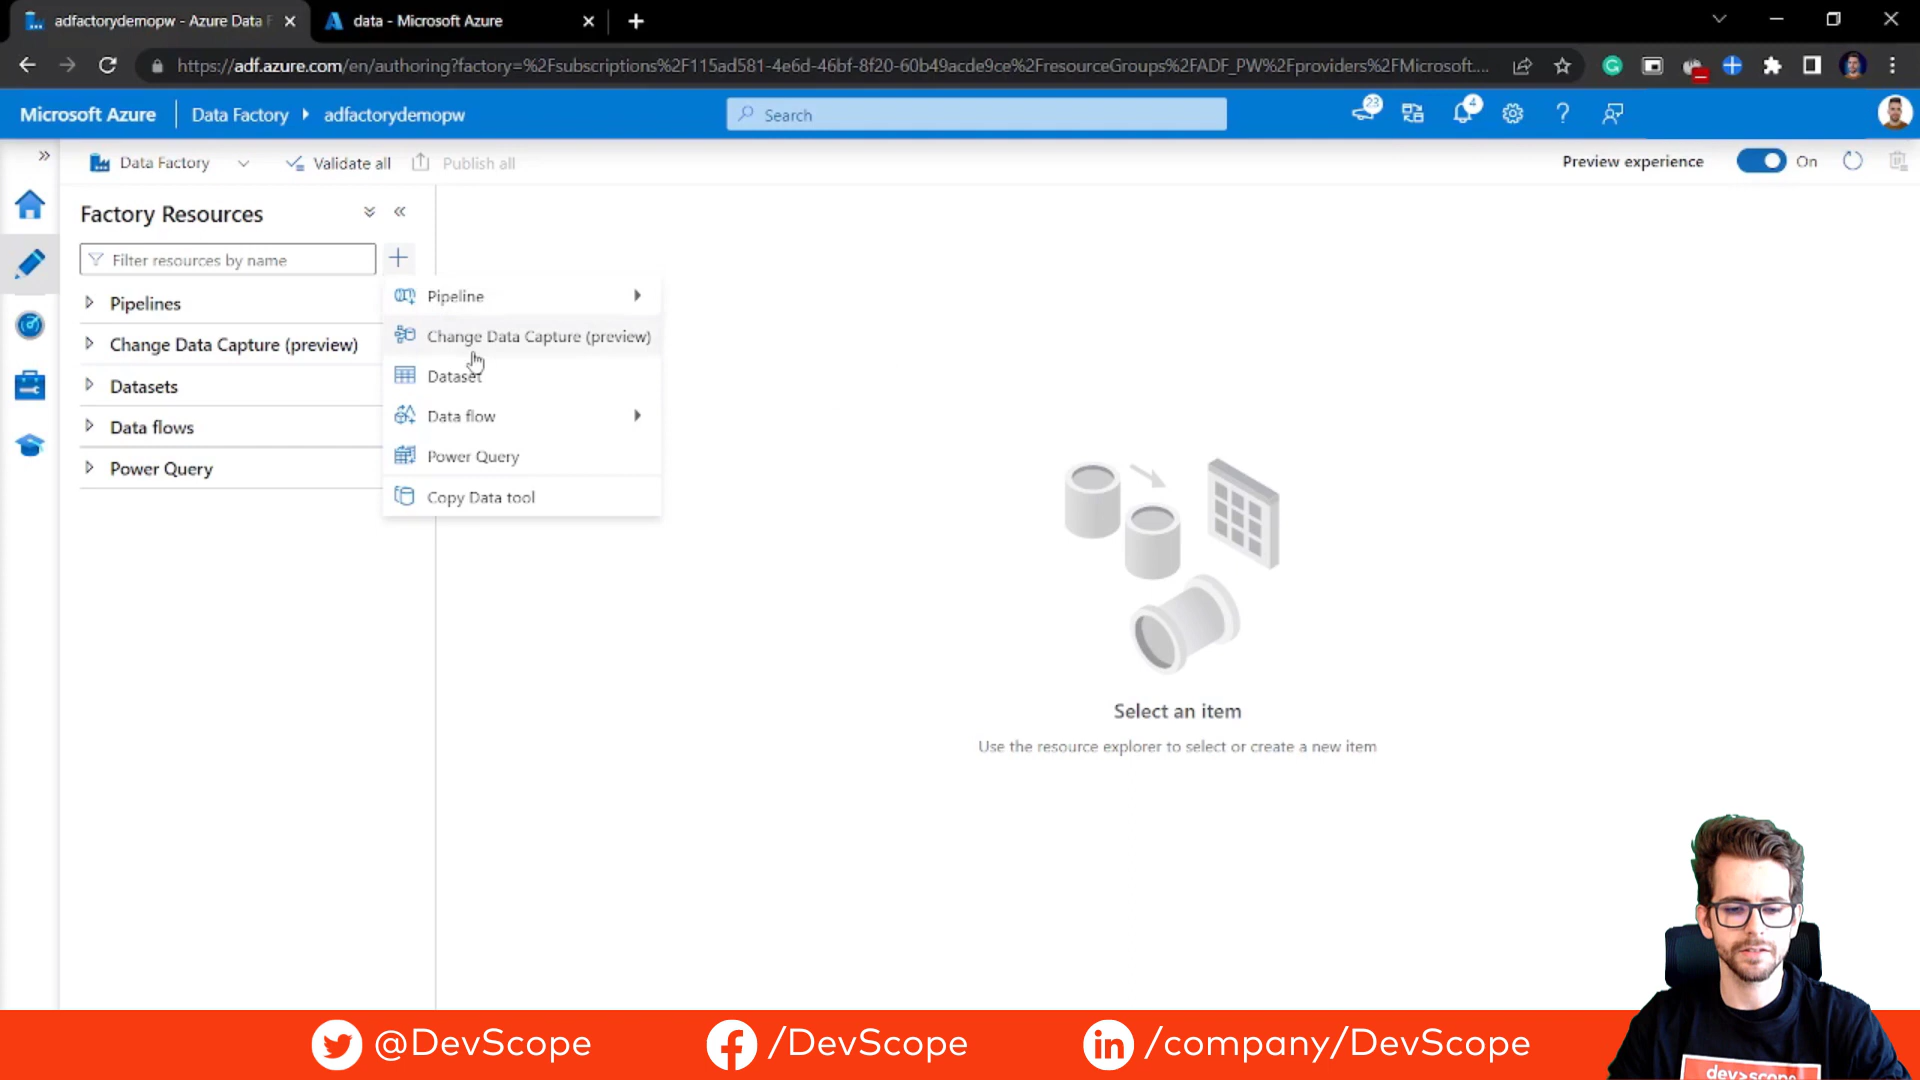 adfactorydemopw - Azure Data F
data - Microsoft Azure
https://adf.azure.com/en/authoring?factory=%2Fsubscriptions%2F115ad581-4e6d-46bf-8f20-60b49acde9ce%2FresourceGroups%2FADF_PW%2Fproviders%2FMicrosoft....
Microsoft Azure
Data Factory
adfactorydemopw
Search
23
4
Data Factory
Validate all
Publish all
Preview experience
On
Factory Resources
Filter resources by name
Pipelines
Change Data Capture (preview)
Datasets
Data flows
Power Query
Pipeline
Change Data Capture (preview)
Dataset
Data flow
Power Query
Copy Data tool
Select an item
Use the resource explorer to select or create a new item
@DevScope
/DevScope
/company/DevScope
dev>scope